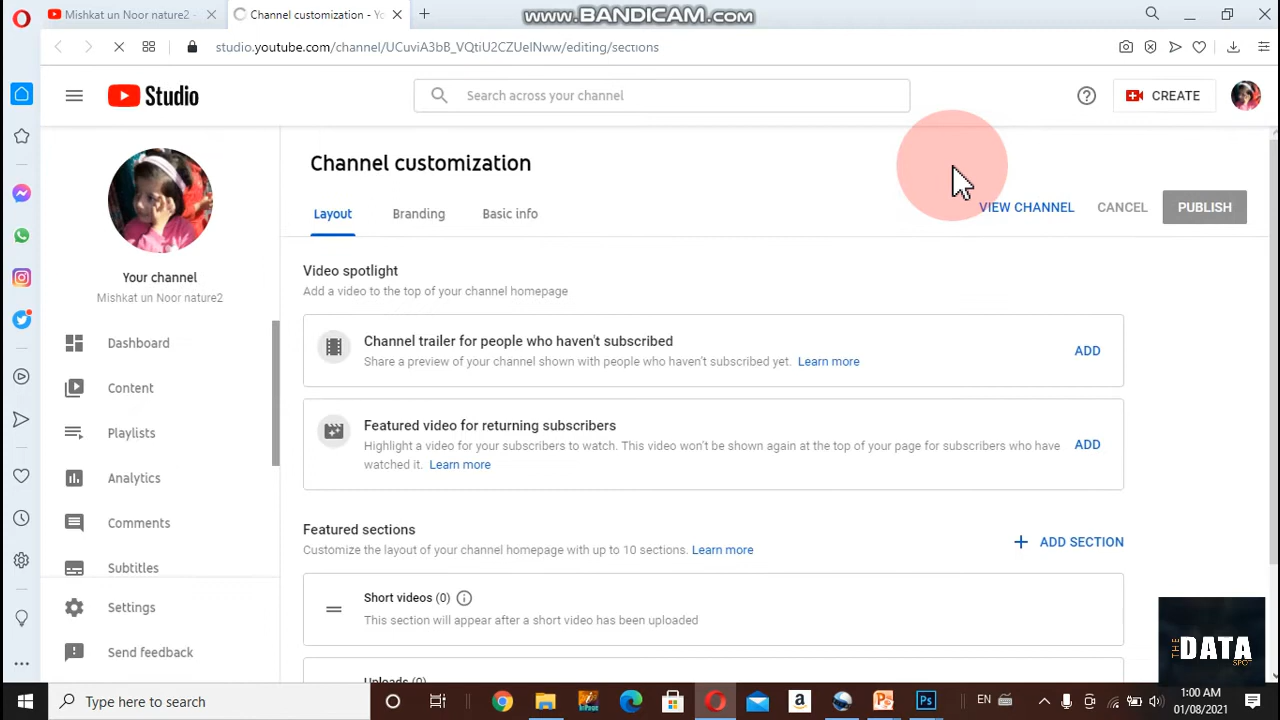 Mishkat un Noor nature2 -
Channel customization - Yo
www.BANDICAM.com
studio.youtube.com/channel/UCuviA3bB_VQtiU2CZUeINww/editing/sections
Studio
Search across your channel
CREATE
Channel customization
Layout
Branding
Basic info
VIEW CHANNEL
CANCEL
PUBLISH
Your channel
Mishkat un Noor nature2
Dashboard
Content
Playlists
Analytics
Comments
Subtitles
Settings
Send feedback
Video spotlight
Add a video to the top of your channel homepage
Channel trailer for people who haven't subscribed
Share a preview of your channel shown with people who haven't subscribed yet. Learn more
ADD
Featured video for returning subscribers
Highlight a video for your subscribers to watch. This video won't be shown again at the top of your page for subscribers who have
watched it. Learn more
ADD
Featured sections
Customize the layout of your channel homepage with up to 10 sections. Learn more
ADD SECTION
Short videos (0)
This section will appear after a short video has been uploaded
Uploads (0)
THE DATA SPOT
Type here to search
EN
1:00 AM
01/08/2021